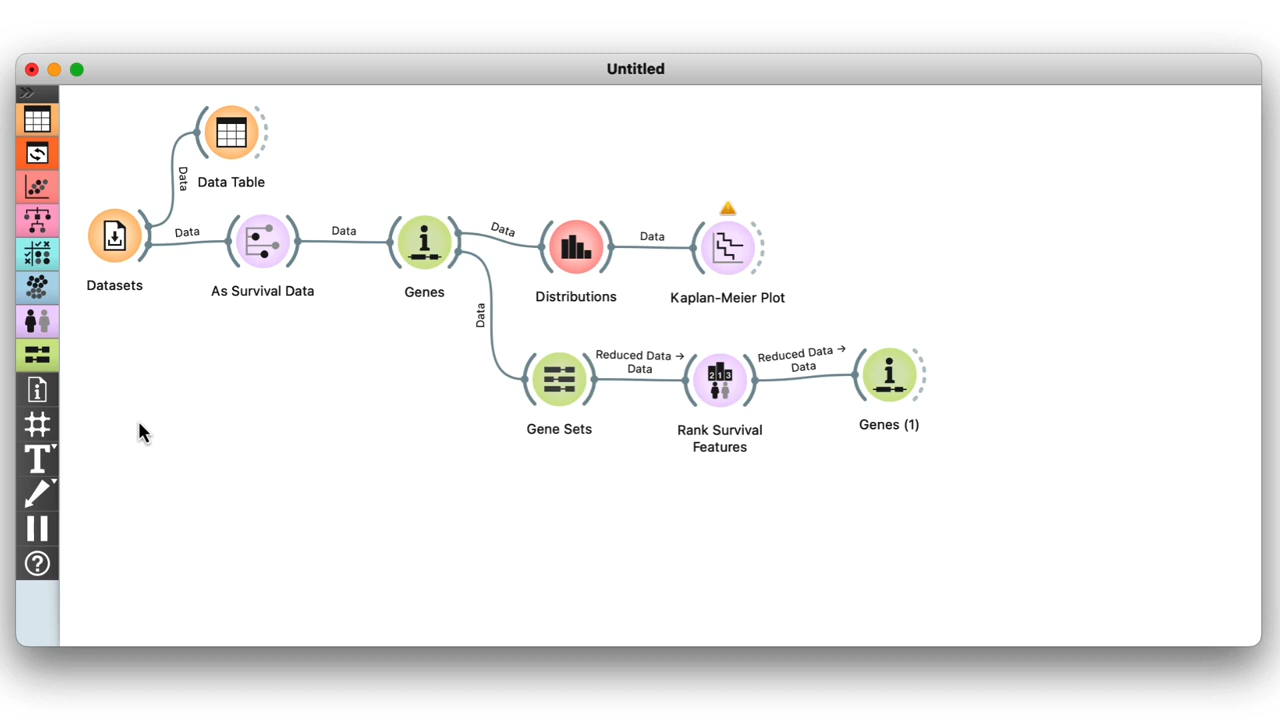 Untitled
Data Table
Data
Data
Data
Data
Data
Data
Datasets
As Survival Data
Genes
Distributions
Kaplan-Meier Plot
Reduced Data →
Data
Reduced Data →
Data
Gene Sets
Rank Survival
Features
Genes (1)